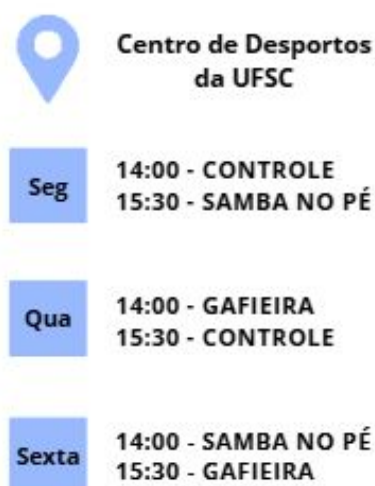 Centro de Desportos
da UFSC
Seg
14:00 - CONTROLE
15:30 - SAMBA NO PÉ
Qua
14:00 - GAFIEIRA
15:30 - CONTROLE
Sexta
14:00 - SAMBA NO PÉ
15:30 - GAFIEIRA